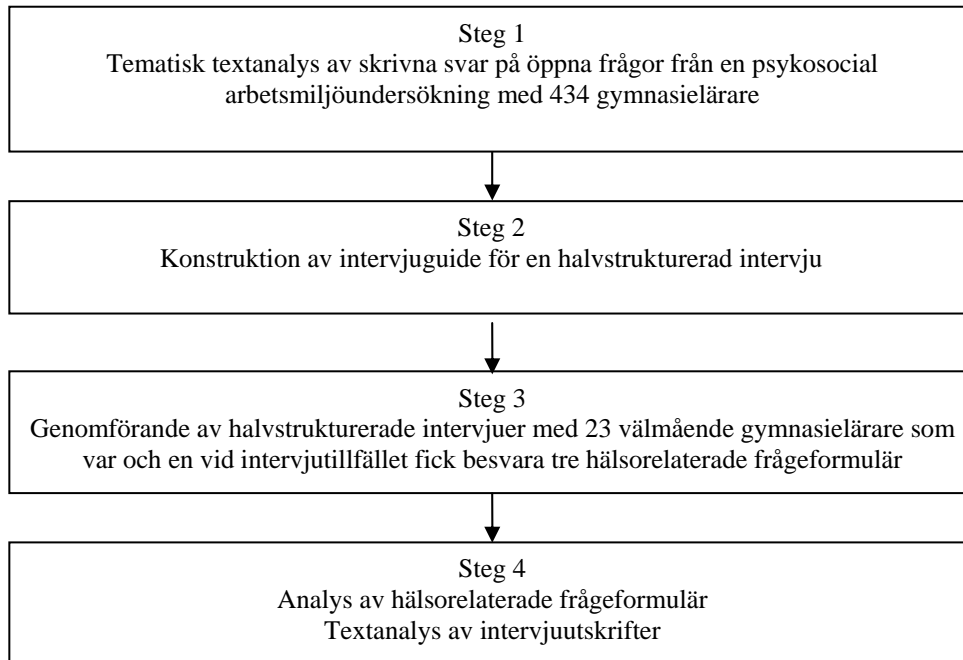 Steg 1
Tematisk textanalys av skrivna svar på öppna frågor från en psykosocial
arbetsmiljöundersökning med 434 gymnasielärare
Steg 2
Konstruktion av intervjuguide för en halvstrukturerad intervju
Steg 3
Genomförande av halvstrukturerade intervjuer med 23 välmående gymnasielärare som
var och en vid intervjutillfället fick besvara tre hälsorelaterade frågeformulär
Steg 4
Analys av hälsorelaterade frågeformulär
Textanalys av intervjuutskrifter